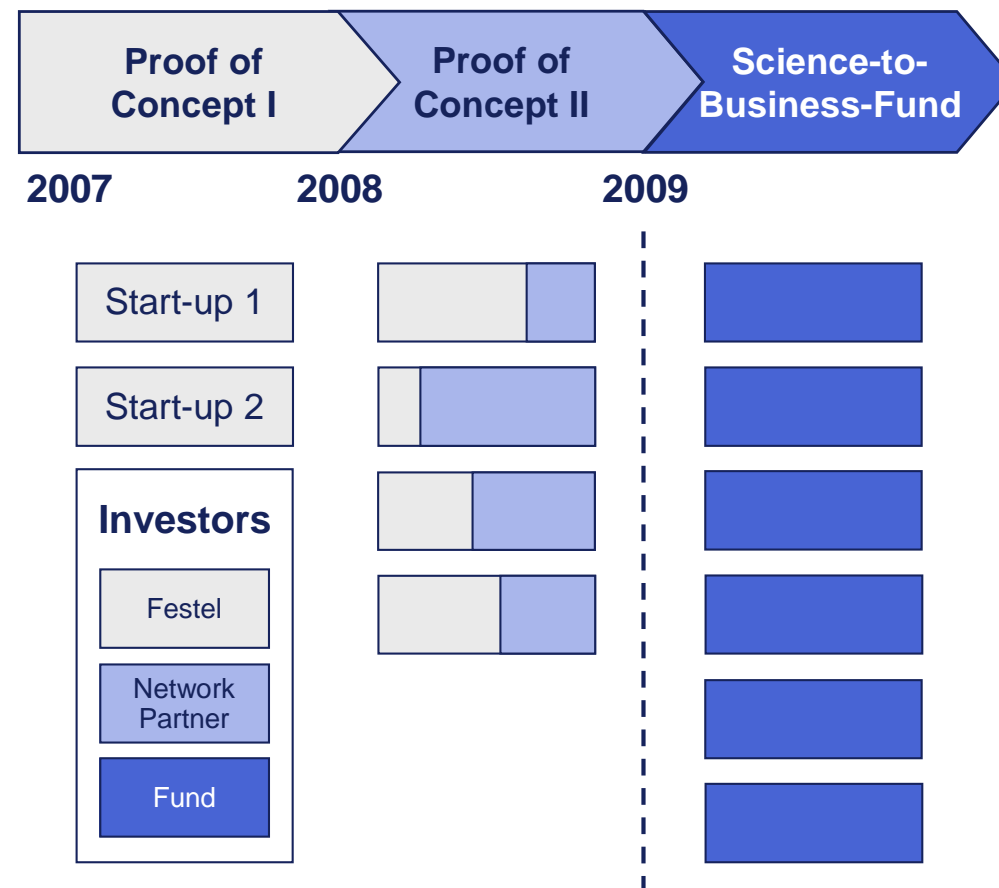 Proof of
Concept I
Proof of
Concept II
Science-to-
Business-Fund
2007
2008
2009
Start-up 1
Start-up 2
Investors
Festel
Network
Partner
Fund